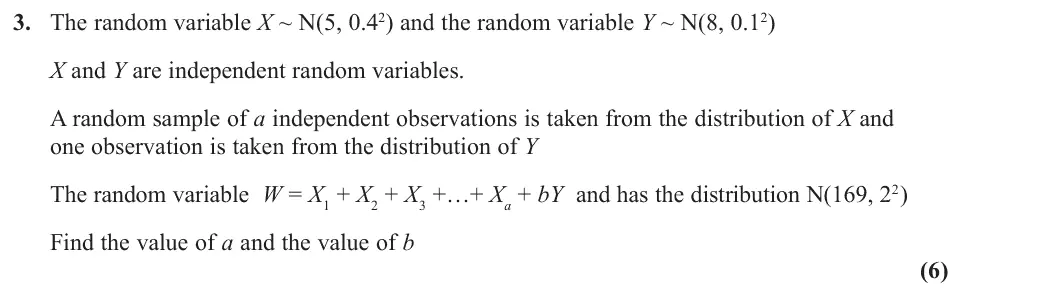 3. The random variable X ~ N(5, 0.4²) and the random variable Y ~ N(8, 0.1²)
X and Y are independent random variables.
A random sample of a independent observations is taken from the distribution of X and
one observation is taken from the distribution of Y
The random variable W = X₁ + X₂ + X₃ +…+ Xₐ + bY and has the distribution N(169, 2²)
Find the value of a and the value of b
(6)